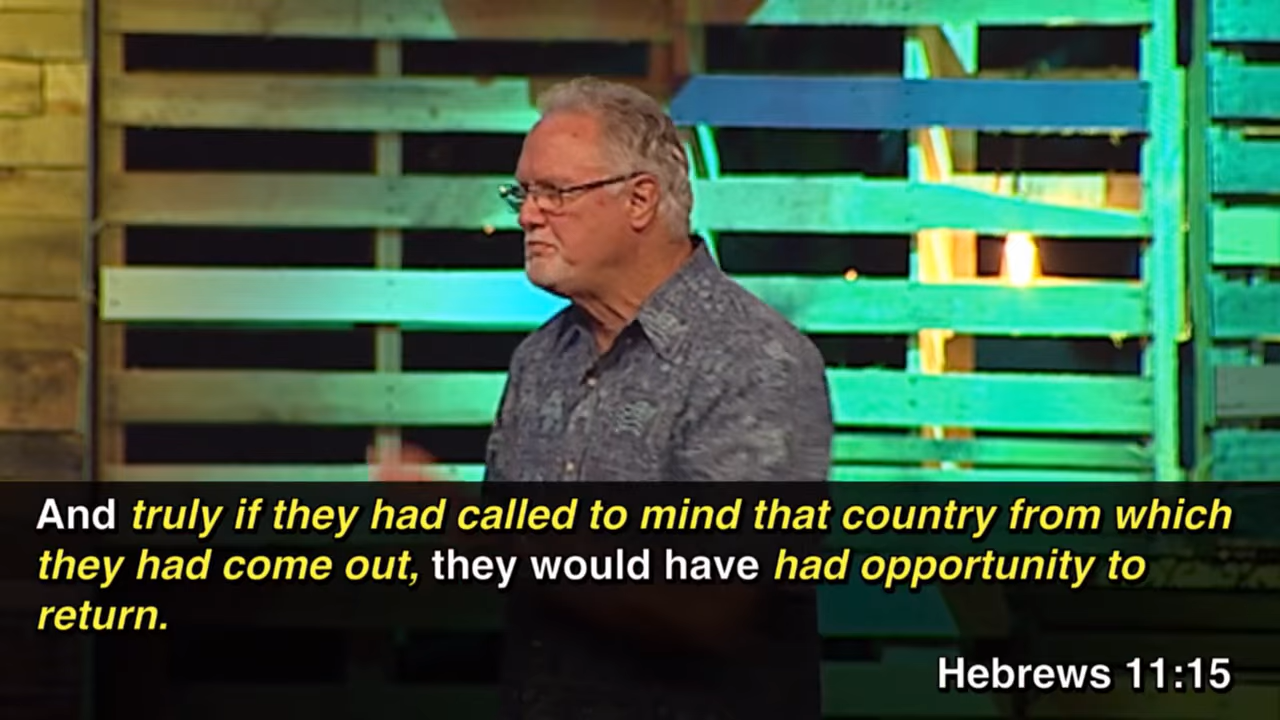 And truly if they had called to mind that country from which
they had come out, they would have had opportunity to
return.
Hebrews 11:15